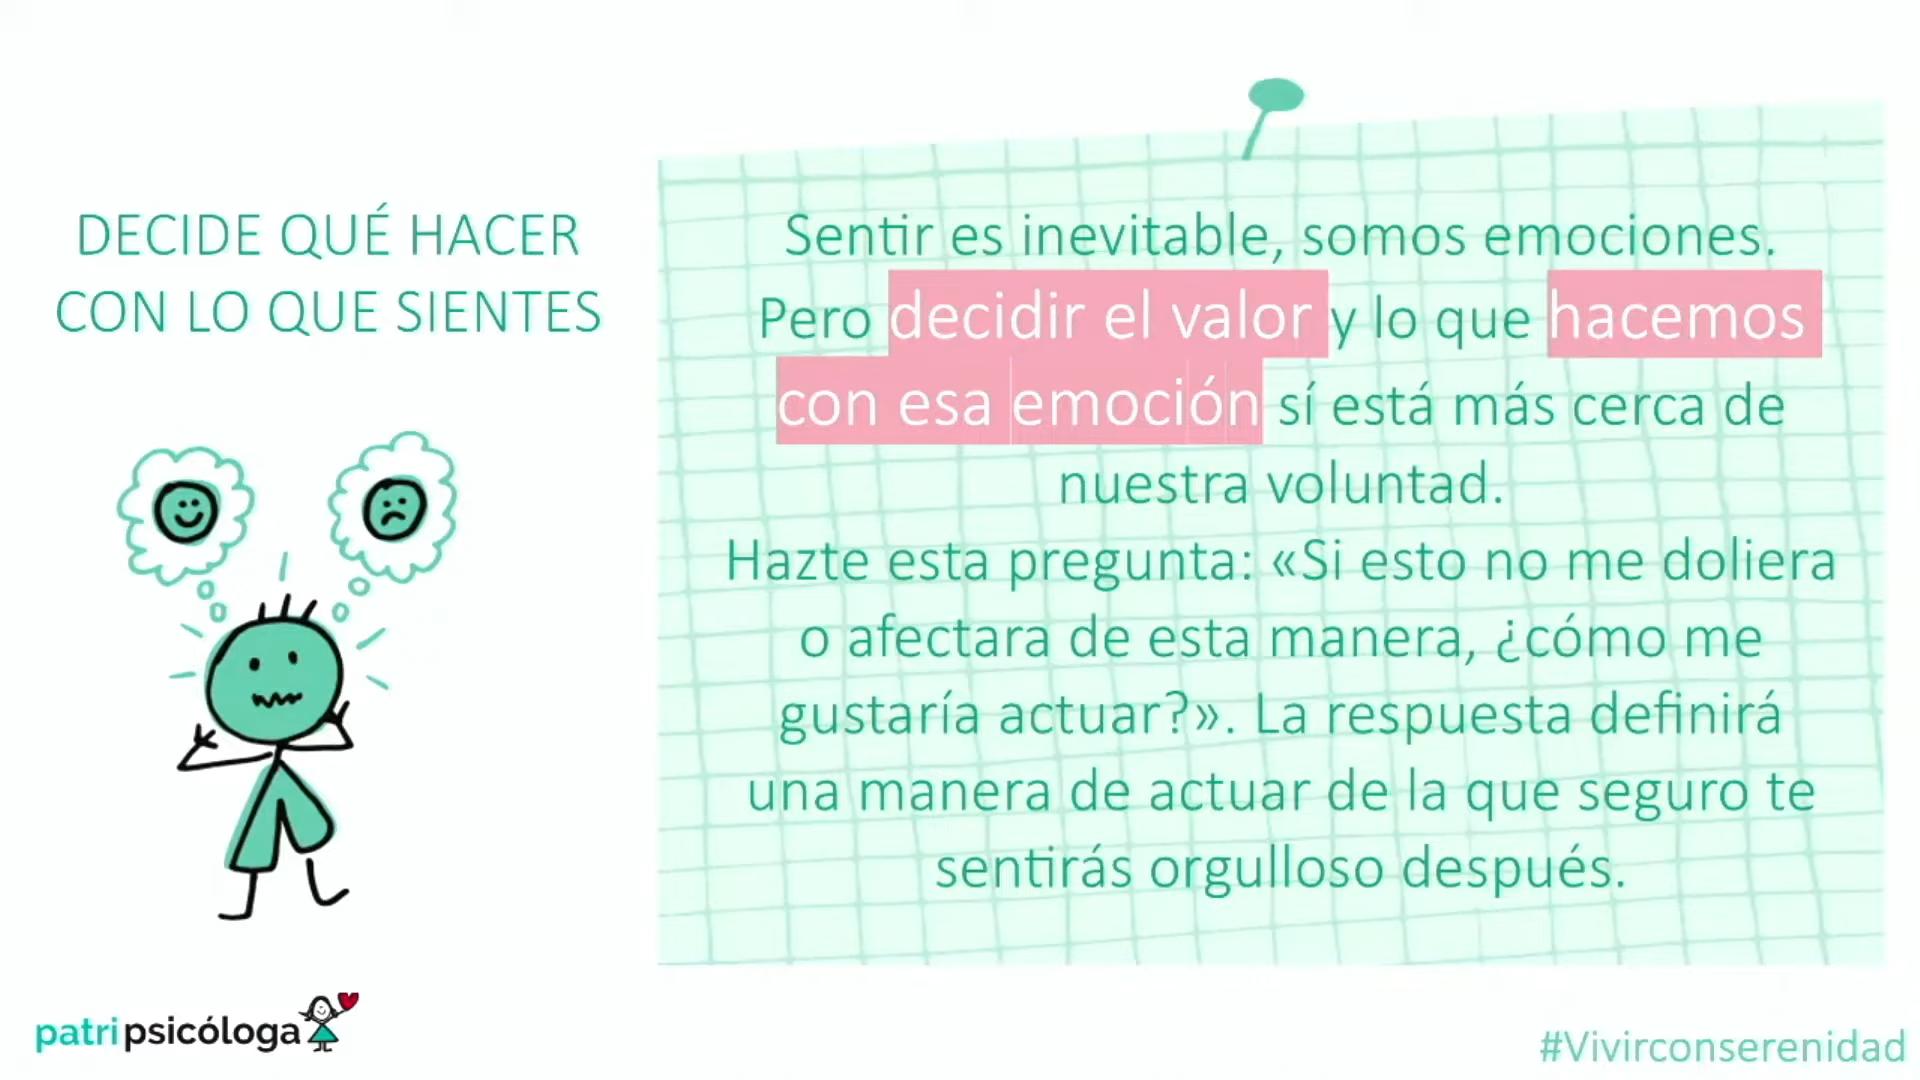 DECIDE QUÉ HACER
CON LO QUE SIENTES
Sentir es inevitable, somos emociones.
Pero decidir el valor y lo que hacemos
con esa emoción sí está más cerca de
nuestra voluntad.
Hazte esta pregunta: «Si esto no me doliera
o afectara de esta manera, ¿cómo me
gustaría actuar?». La respuesta definirá
una manera de actuar de la que seguro te
sentirás orgulloso después.
patripsicóloga
#Vivirconserenidad